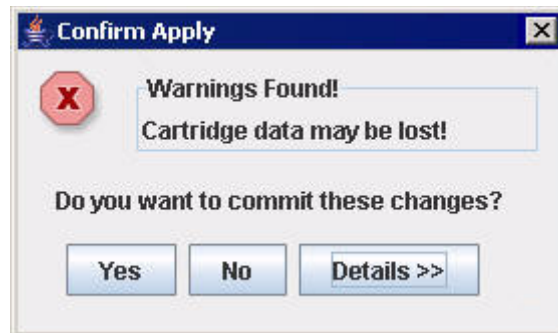 Confirm Apply
Warnings Found!
Cartridge data may be lost!
Do you want to commit these changes?
Yes No Details >>